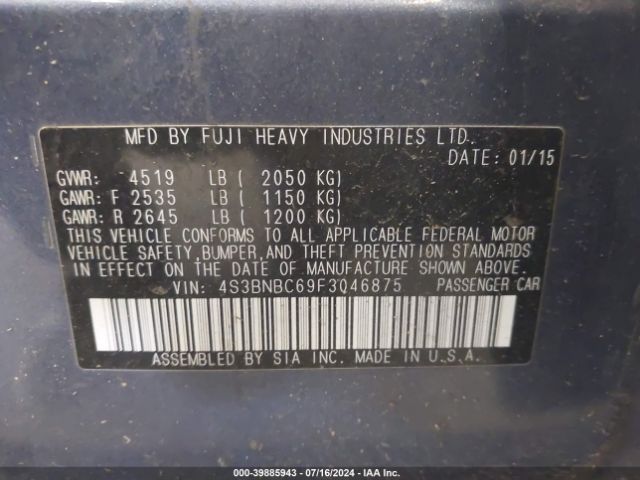 MFD BY FUJI HEAVY INDUSTRIES LTD.
DATE: 01/15
GVWR: 4519 LB ( 2050 KG)
GAWR: F 2535 LB ( 1150 KG)
GAWR: R 2645 LB ( 1200 KG)
THIS VEHICLE CONFORMS TO ALL APPLICABLE FEDERAL MOTOR
VEHICLE SAFETY, BUMPER, AND THEFT PREVENTION STANDARDS
IN EFFECT ON THE DATE OF MANUFACTURE SHOWN ABOVE.
VIN: 4S3BNBC69F3046875 PASSENGER CAR
ASSEMBLED BY SIA INC. MADE IN U.S.A.
000-39885943 - 07/16/2024 - IAA Inc.